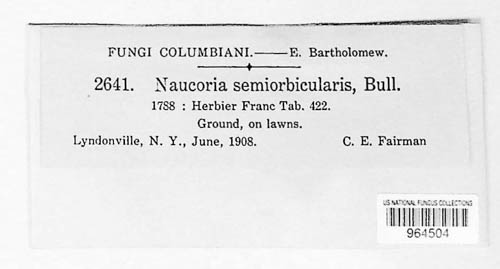 FUNGI COLUMBIANI.——E. Bartholomew.
2641. Naucoria semiorbicularis, Bull.
1788 : Herbier Franc Tab. 422.
Ground, on lawns.
Lyndonville, N. Y., June, 1908. C. E. Fairman
US NATIONAL FUNGUS COLLECTIONS
964504